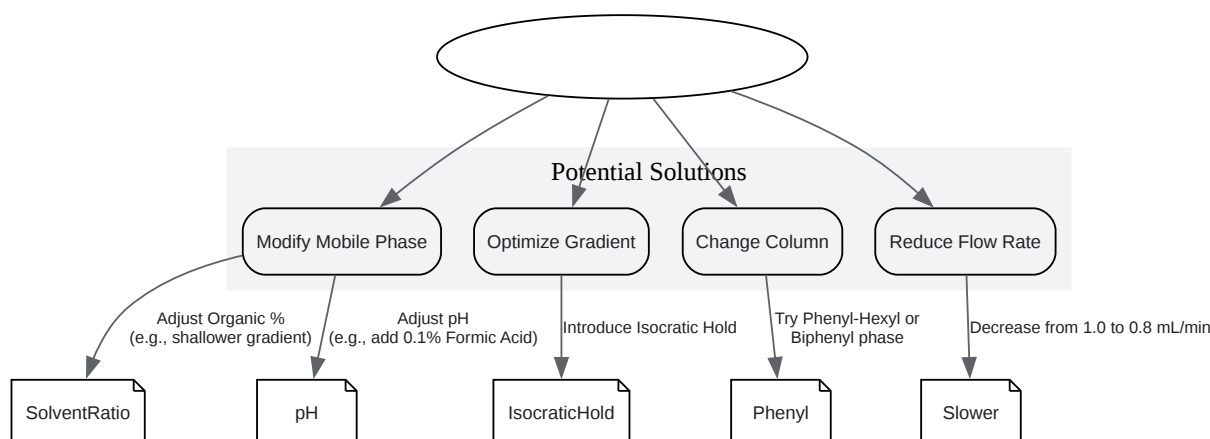 Potential Solutions
Modify Mobile Phase
Optimize Gradient
Change Column
Reduce Flow Rate
Adjust Organic %
(e.g., shallower gradient)
Adjust pH
(e.g., add 0.1% Formic Acid)
Introduce Isocratic Hold
Try Phenyl-Hexyl or
Biphenyl phase
Decrease from 1.0 to 0.8 mL/min
SolventRatio
pH
IsocraticHold
Phenyl
Slower